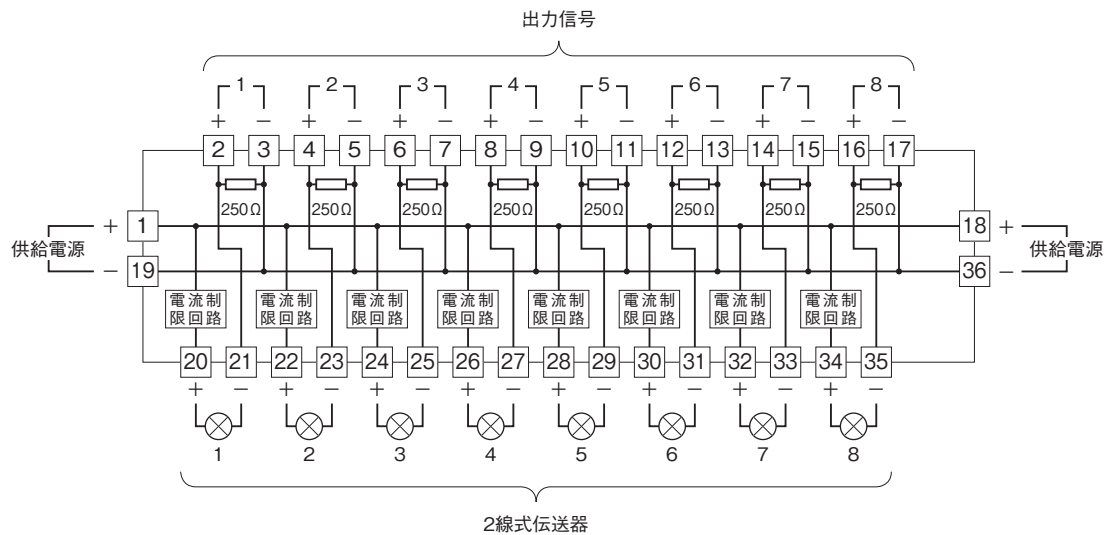 出力信号
1 2 3 4 5 6 7 8
+ − + − + − + − + − + − + − + −
2 3 4 5 6 7 8 9 10 11 12 13 14 15 16 17
250Ω 250Ω 250Ω 250Ω 250Ω 250Ω 250Ω 250Ω
+ 1 18 +
供給電源 供給電源
− 19 36 −
電流制 電流制 電流制 電流制 電流制 電流制 電流制 電流制
限回路 限回路 限回路 限回路 限回路 限回路 限回路 限回路
20 21 22 23 24 25 26 27 28 29 30 31 32 33 34 35
+ − + − + − + − + − + − + − + −
1 2 3 4 5 6 7 8
2線式伝送器